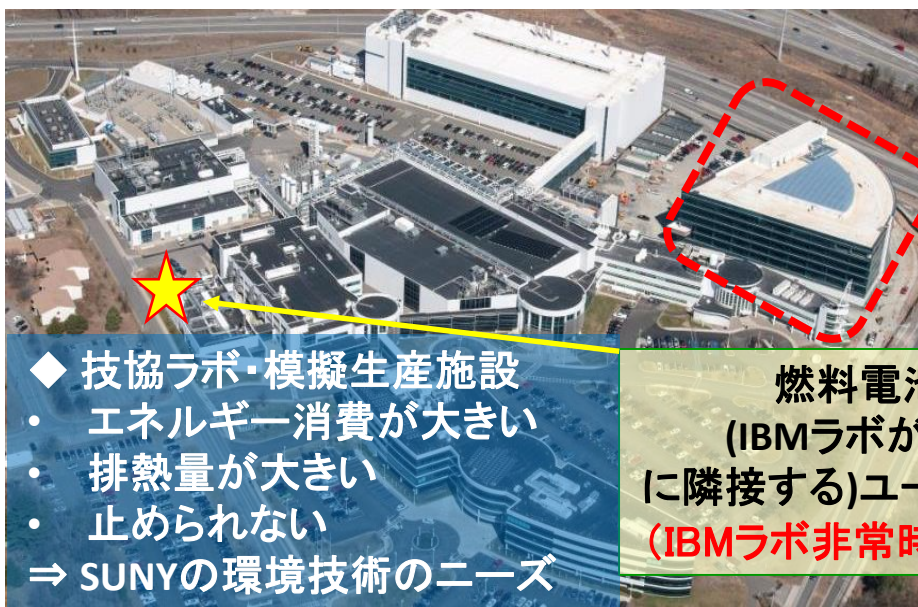 ◆ 技協ラボ・模擬生産施設
• エネルギー消費が大きい
• 排熱量が大きい
• 止められない
⇒ SUNYの環境技術のニーズ
燃料電
(IBMラボが
に隣接する)ユー
(IBMラボ非常時